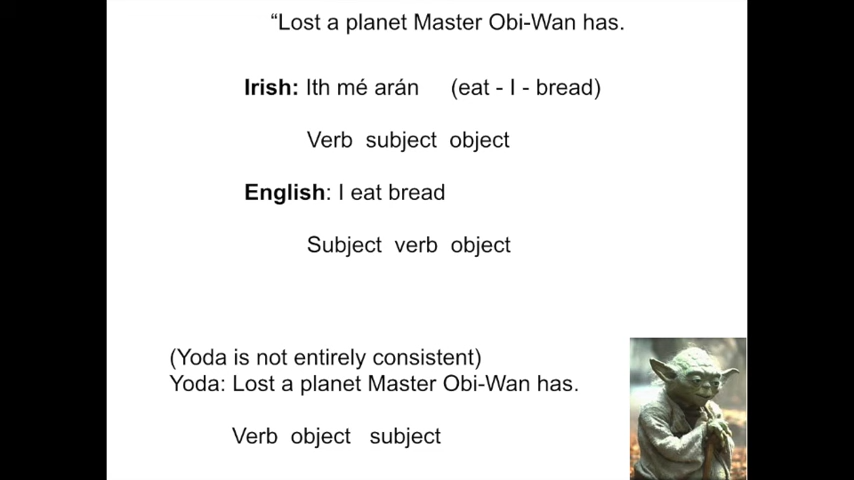 “Lost a planet Master Obi-Wan has.
Irish: Ith mé arán (eat - I - bread)
Verb subject object
English: I eat bread
Subject verb object
(Yoda is not entirely consistent)
Yoda: Lost a planet Master Obi-Wan has.
Verb object subject